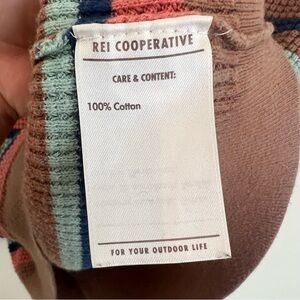 REI COOPERATIVE
CARE & CONTENT:
100% Cotton
FOR YOUR OUTDOOR LIFE